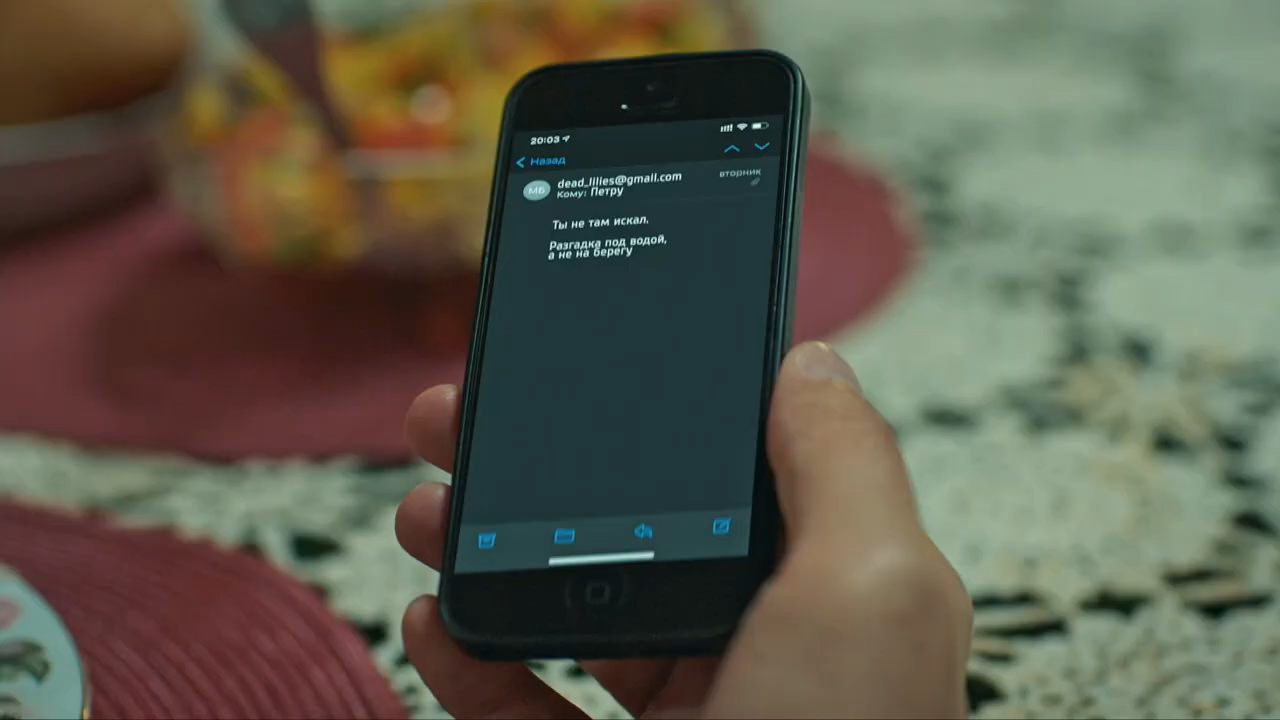 20:03
Назад
dead_lilies@gmail.com
вторник
МБ
Кому: Петру
Ты не там искал.
Разгадка под водой,
а не на берегу